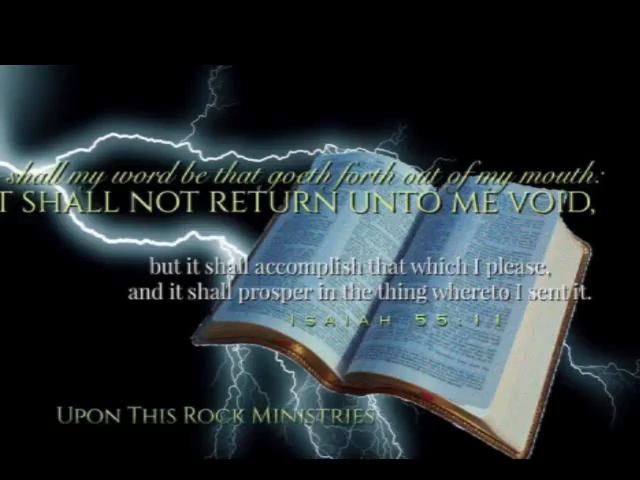 shall my word be that goeth forth out of my mouth:
T SHALL NOT RETURN UNTO ME VOID,
but it shall accomplish that which I please,
and it shall prosper in the thing whereto I sent it.
ISAIAH 55:11
UPON THIS ROCK MINISTRIES